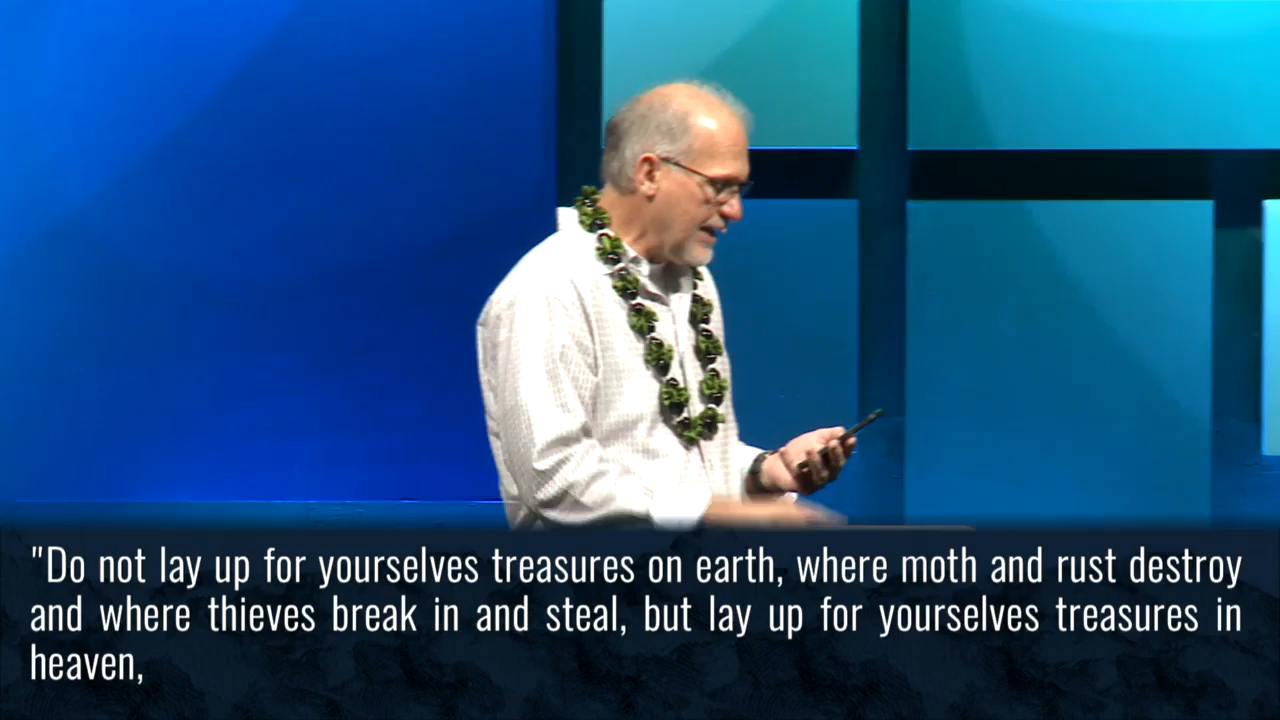 "Do not lay up for yourselves treasures on earth, where moth and rust destroy
and where thieves break in and steal, but lay up for yourselves treasures in
heaven,